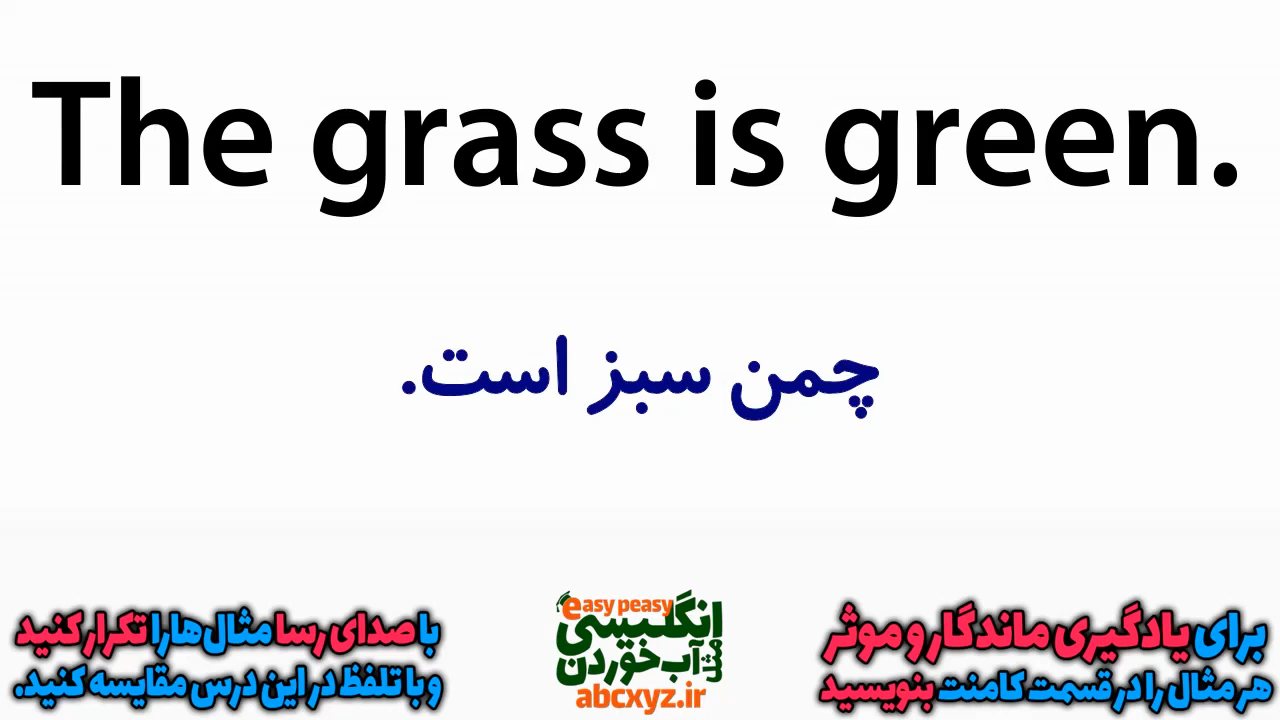 The grass is green.
چمن سبز است.
برای یادگیری ماندگار و موثر
هر مثال را در قسمت کامنت بنویسید
easy peasy
انگلیسی
مثل آب خوردن
abcxyz.ir
با صدای رسا مثال‌ها را تکرار کنید
و با تلفظ در این درس مقایسه کنید.